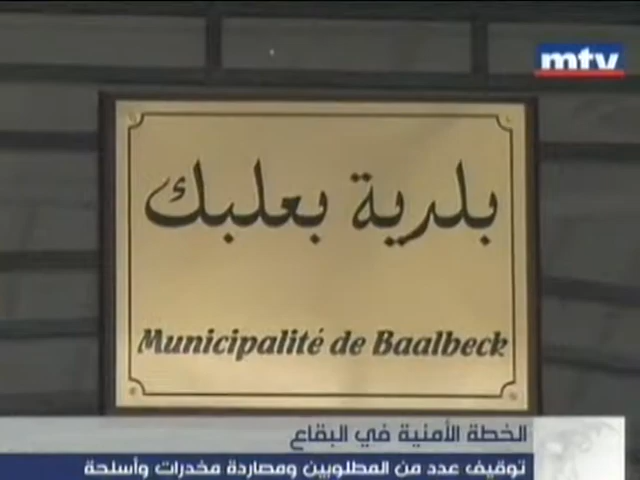 mtv
بلدية بعلبك
Municipalité de Baalbeck
الخطة الأمنية في البقاع
توقيف عدد من المطلوبين ومصادرة مخدرات وأسلحة